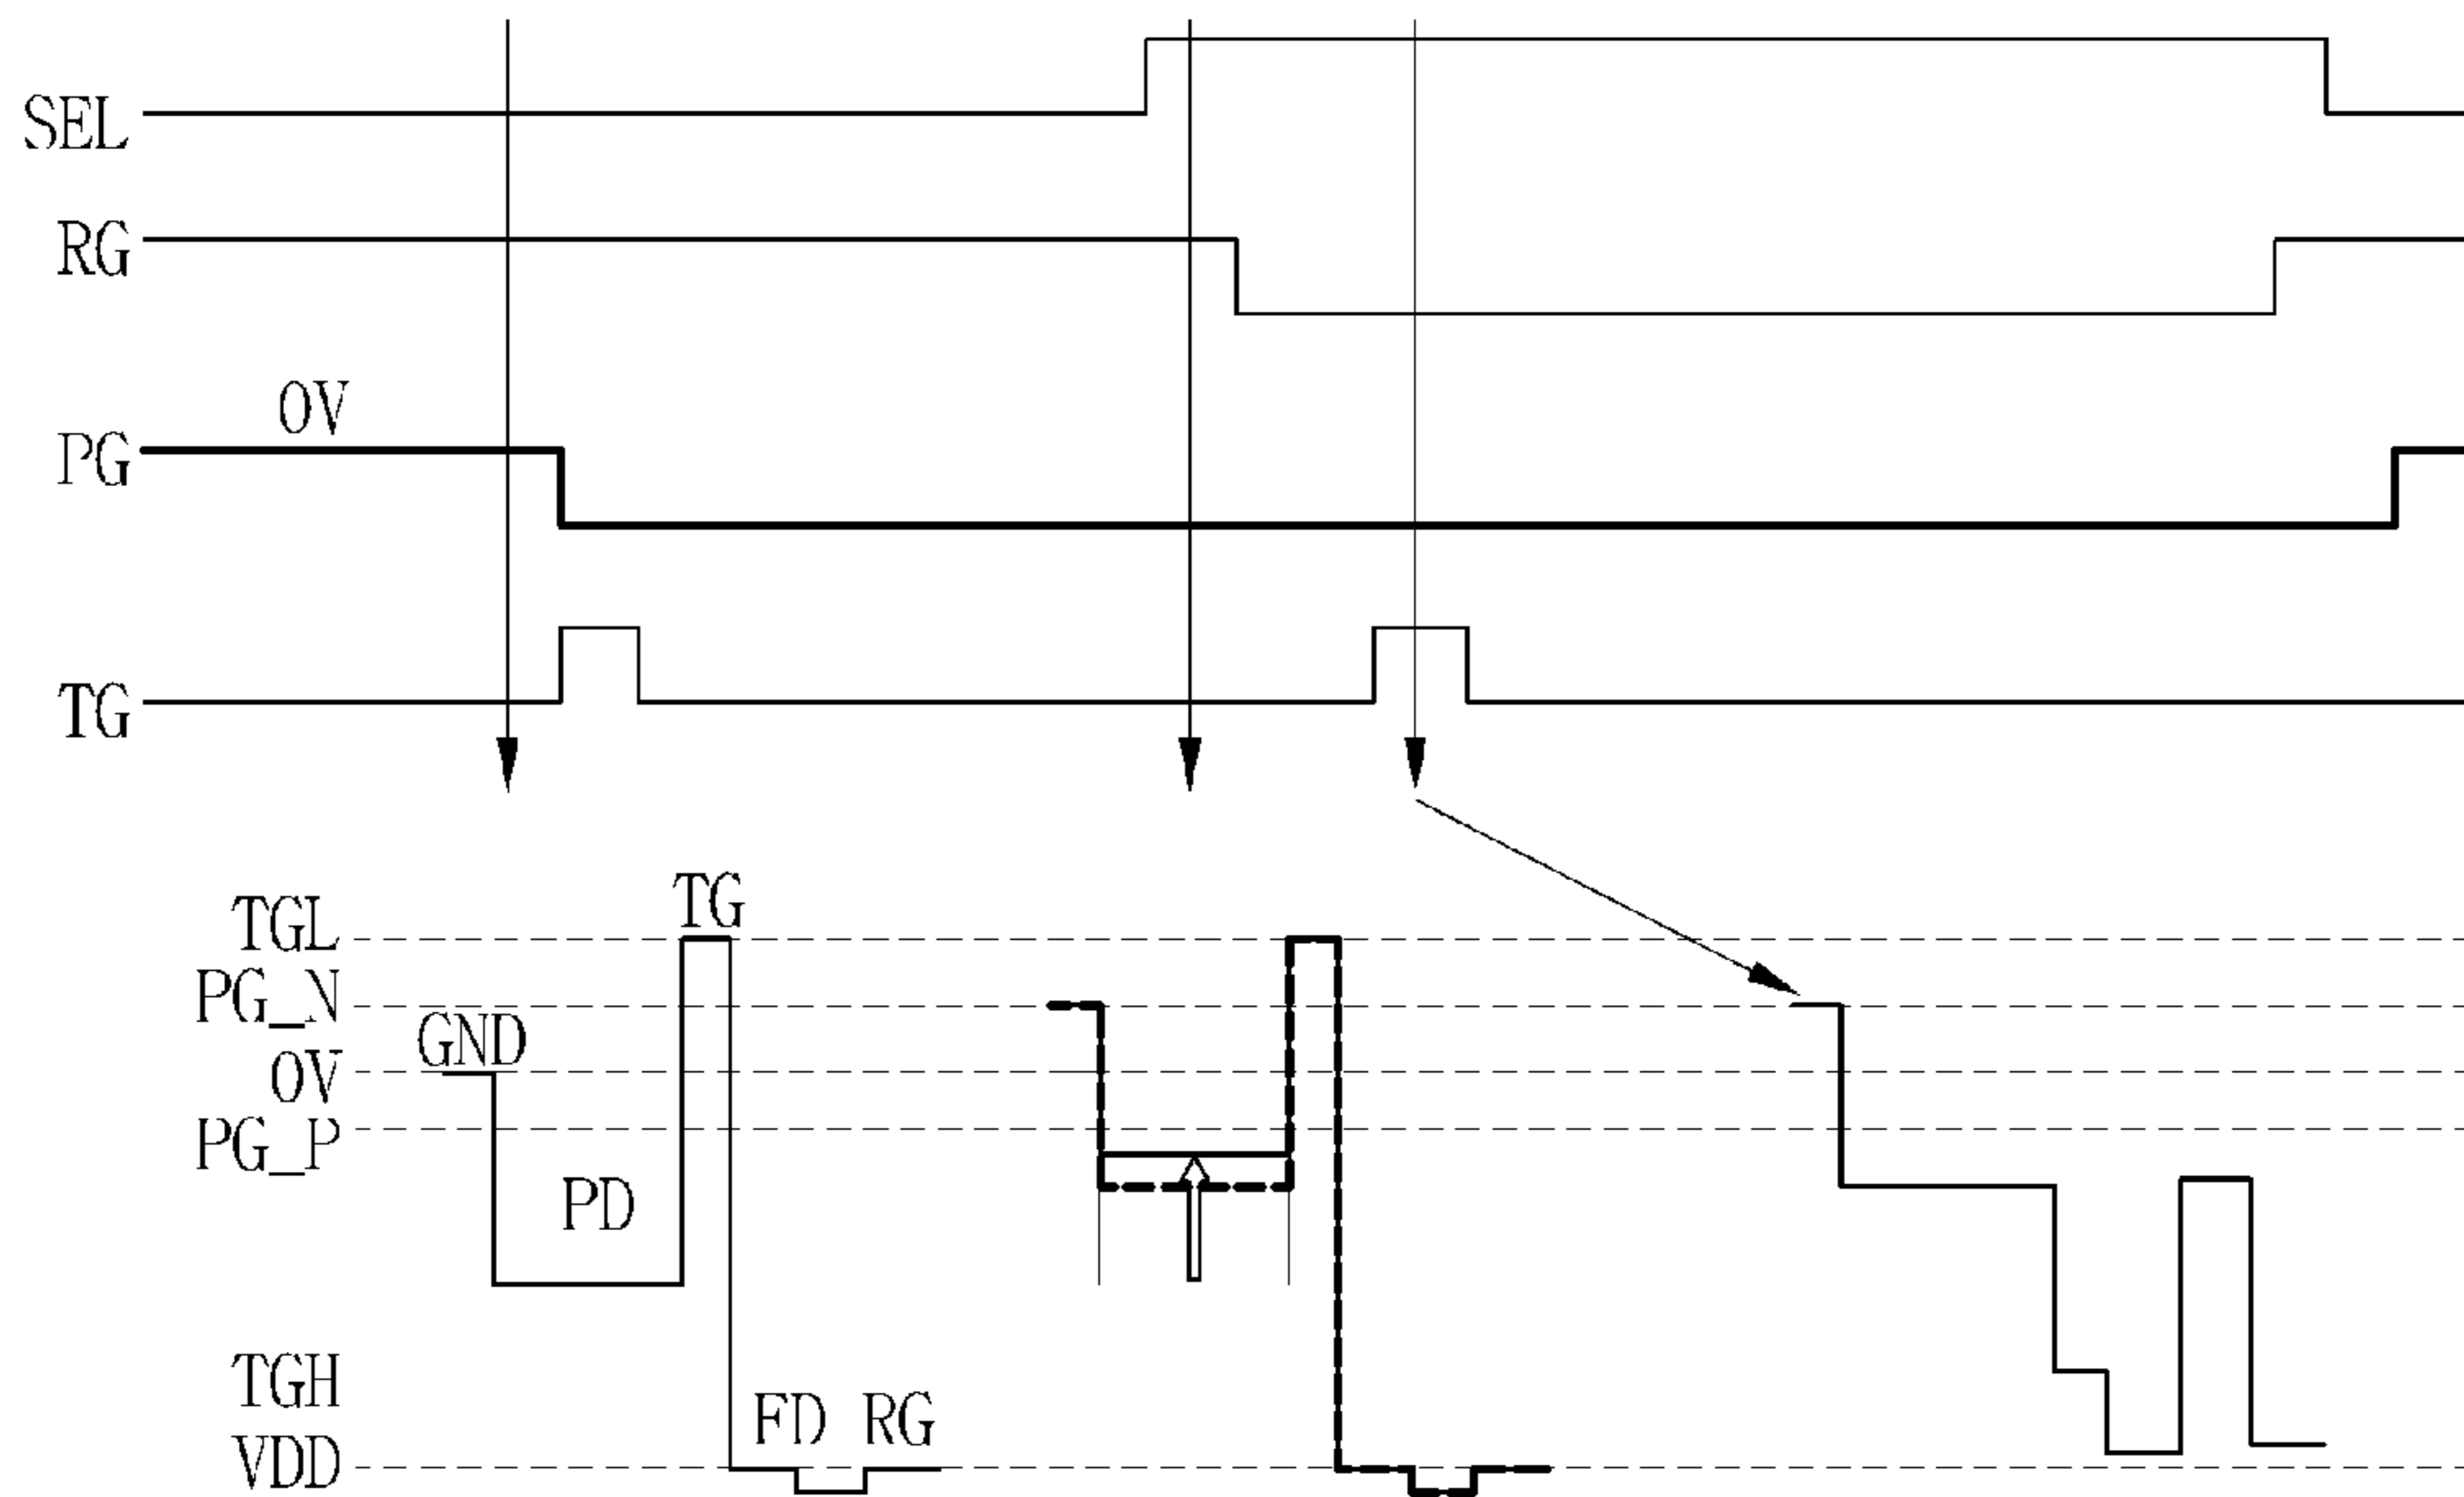 SEL
RG
0V
PG
TG
TG
TGL
PG_N
GND
0V
PG_P
PD
TGH
FD RG
VDD